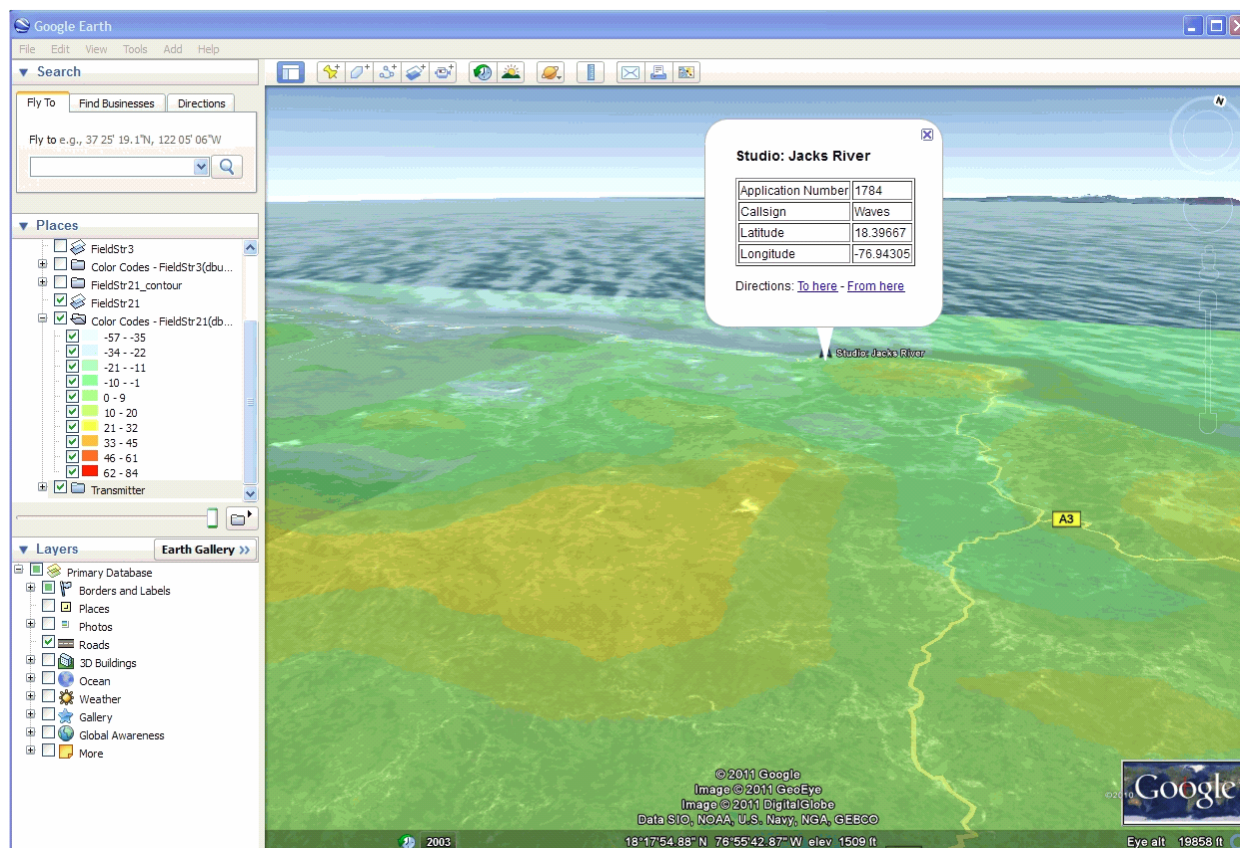 Google Earth
File Edit View Tools Add Help
Search
Fly To Find Businesses Directions
Fly to e.g., 37 25' 19.1"N, 122 05' 06"W
Places
FieldStr3
Color Codes - FieldStr3(dbu...
FieldStr21_contour
FieldStr21
Color Codes - FieldStr21(db...
-57 - -35
-34 - -22
-21 - -11
-10 - -1
0 - 9
10 - 20
21 - 32
33 - 45
46 - 61
62 - 84
Transmitter
Layers Earth Gallery >>
Primary Database
Borders and Labels
Places
Photos
Roads
3D Buildings
Ocean
Weather
Gallery
Global Awareness
More
N
Studio: Jacks River
Application Number 1784
Callsign Waves
Latitude 18.39667
Longitude -76.94305
Directions: To here - From here
Studio: Jacks River
A3
© 2011 Google
Image © 2011 GeoEye
Image © 2011 DigitalGlobe
Data SIO, NOAA, U.S. Navy, NGA, GEBCO
©2010 Google
2003 18°17'54.88" N 76°55'42.87" W elev 1509 ft Eye alt 19858 ft